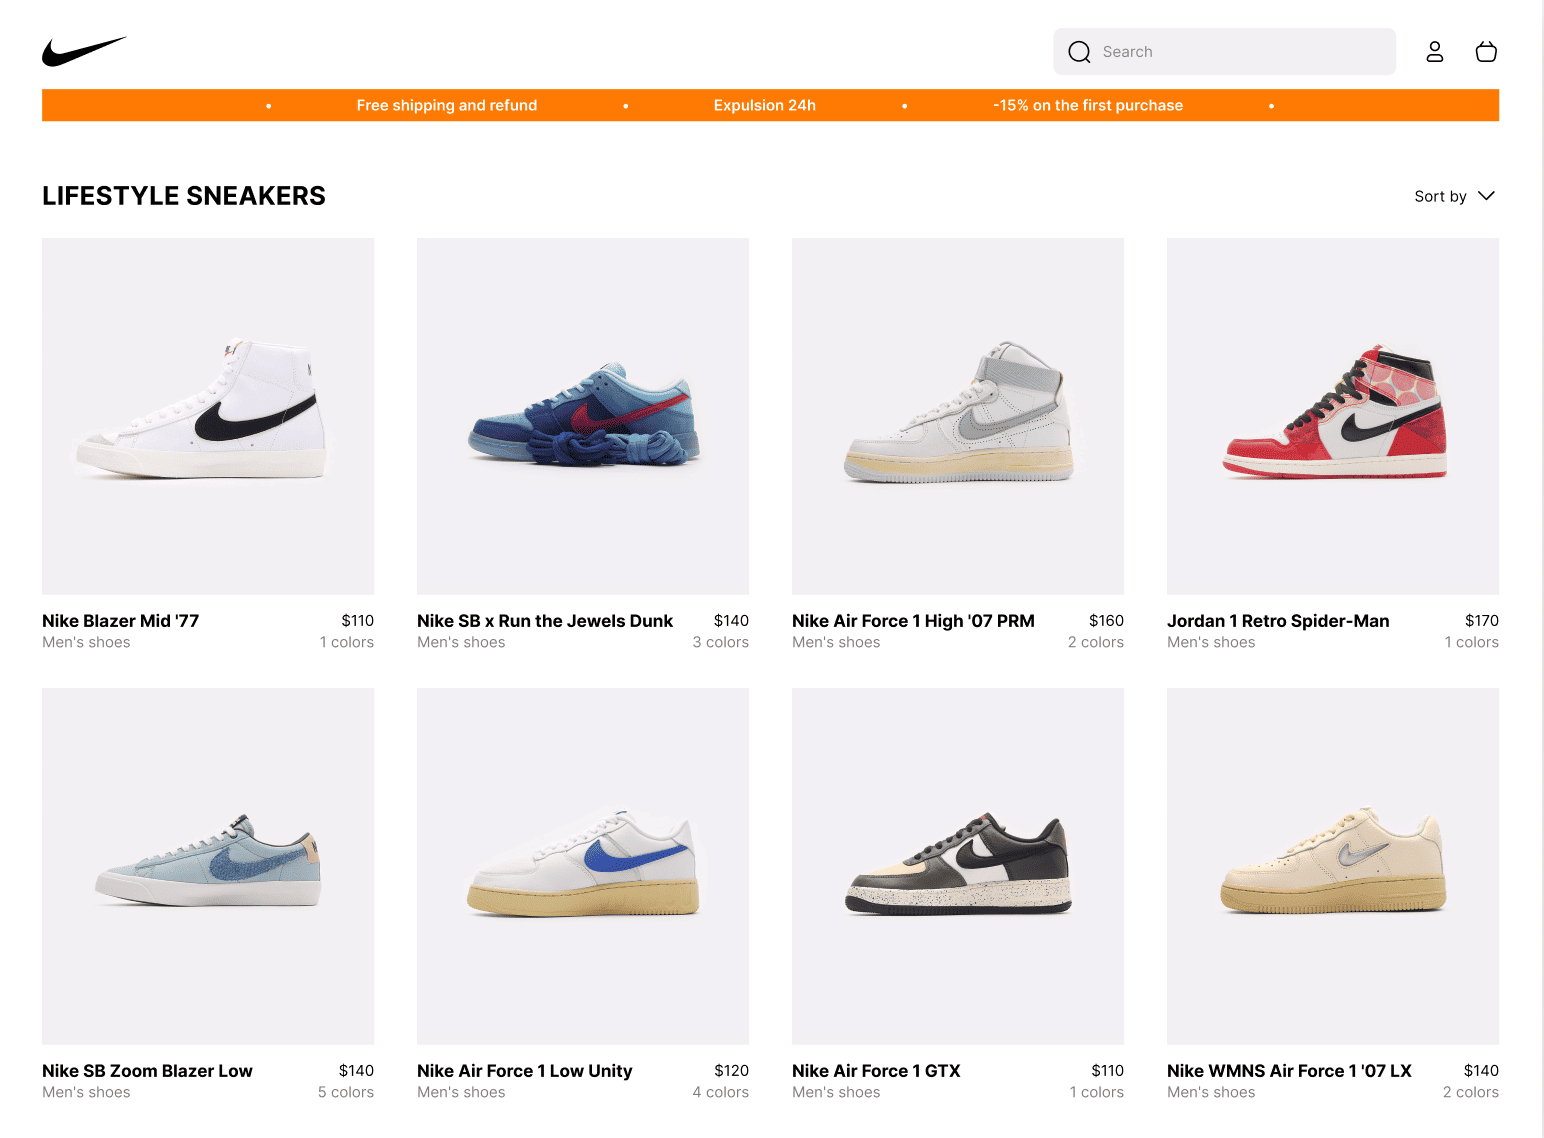 Search
Free shipping and refund
Expulsion 24h
-15% on the first purchase
LIFESTYLE SNEAKERS
Sort by
Nike Blazer Mid '77
$110
Men's shoes
1 colors
Nike SB x Run the Jewels Dunk
$140
Men's shoes
3 colors
Nike Air Force 1 High '07 PRM
$160
Men's shoes
2 colors
Jordan 1 Retro Spider-Man
$170
Men's shoes
1 colors
Nike SB Zoom Blazer Low
$140
Men's shoes
5 colors
Nike Air Force 1 Low Unity
$120
Men's shoes
4 colors
Nike Air Force 1 GTX
$110
Men's shoes
1 colors
Nike WMNS Air Force 1 '07 LX
$140
Men's shoes
2 colors